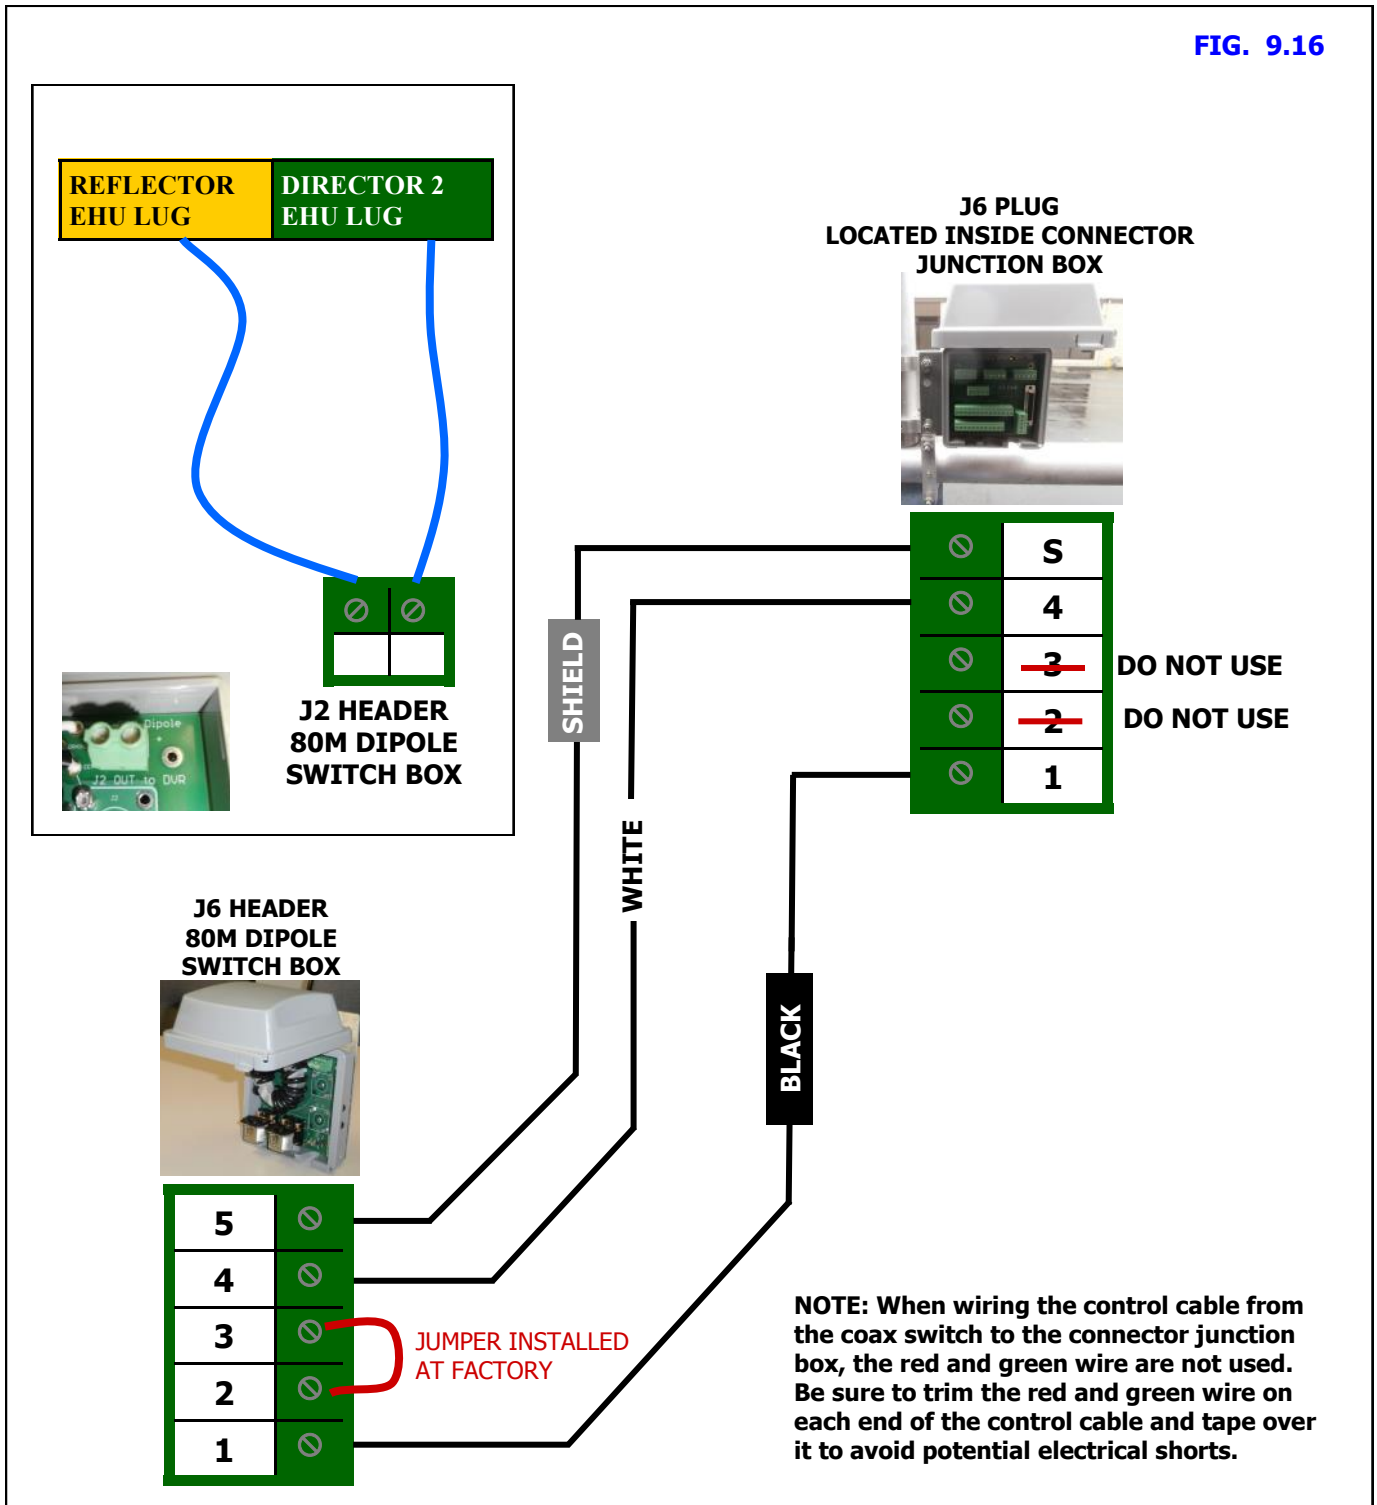 FIG. 9.16
REFLECTOR
EHU LUG
DIRECTOR 2
EHU LUG
J2 HEADER
80M DIPOLE
SWITCH BOX
Dipole
J2 OUT to DVR
J2
J6 PLUG
LOCATED INSIDE CONNECTOR
JUNCTION BOX
S
4
3
DO NOT USE
2
DO NOT USE
1
SHIELD
WHITE
BLACK
J6 HEADER
80M DIPOLE
SWITCH BOX
5
4
3
2
1
JUMPER INSTALLED
AT FACTORY
NOTE: When wiring the control cable from
the coax switch to the connector junction
box, the red and green wire are not used.
Be sure to trim the red and green wire on
each end of the control cable and tape over
it to avoid potential electrical shorts.